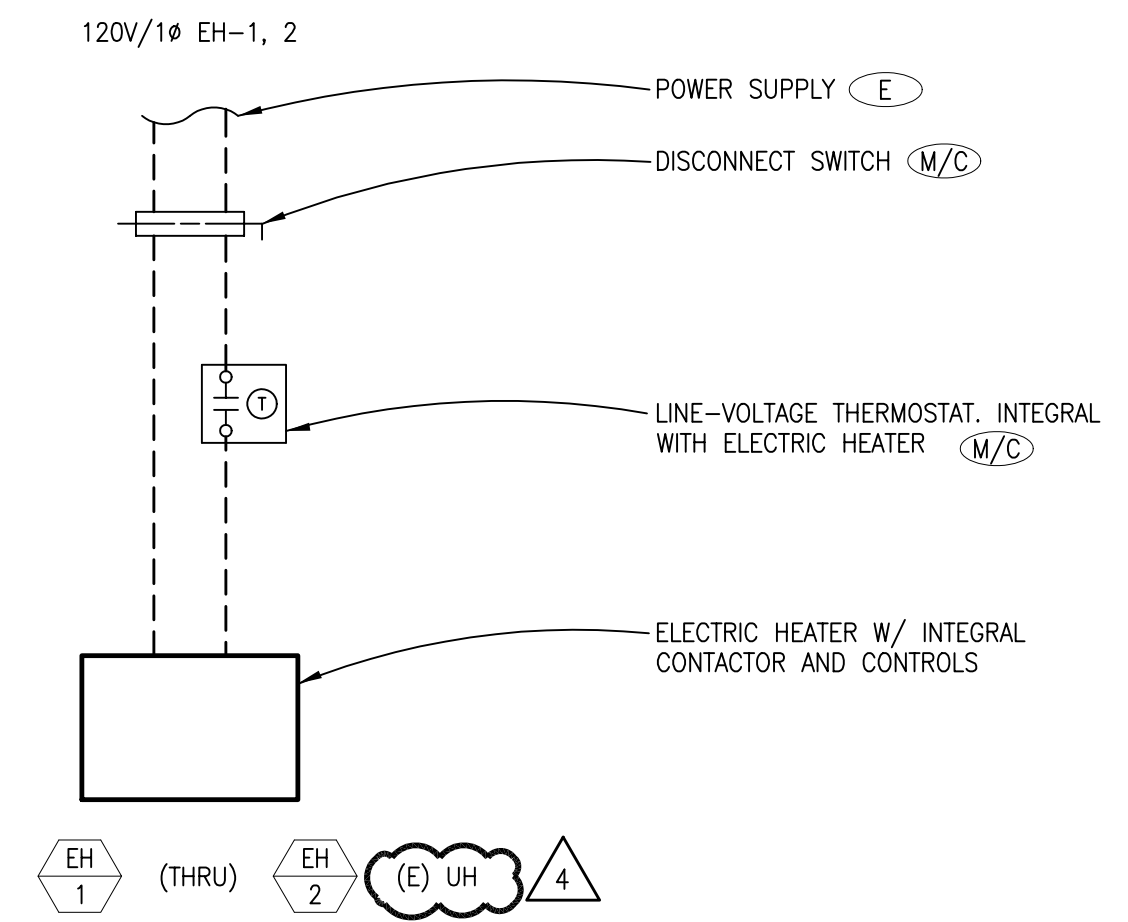 120V/1ø EH-1, 2
POWER SUPPLY E
DISCONNECT SWITCH M/C
T
LINE-VOLTAGE THERMOSTAT. INTEGRAL
WITH ELECTRIC HEATER M/C
ELECTRIC HEATER W/ INTEGRAL
CONTACTOR AND CONTROLS
EH
1
(THRU)
EH
2
(E) UH
4